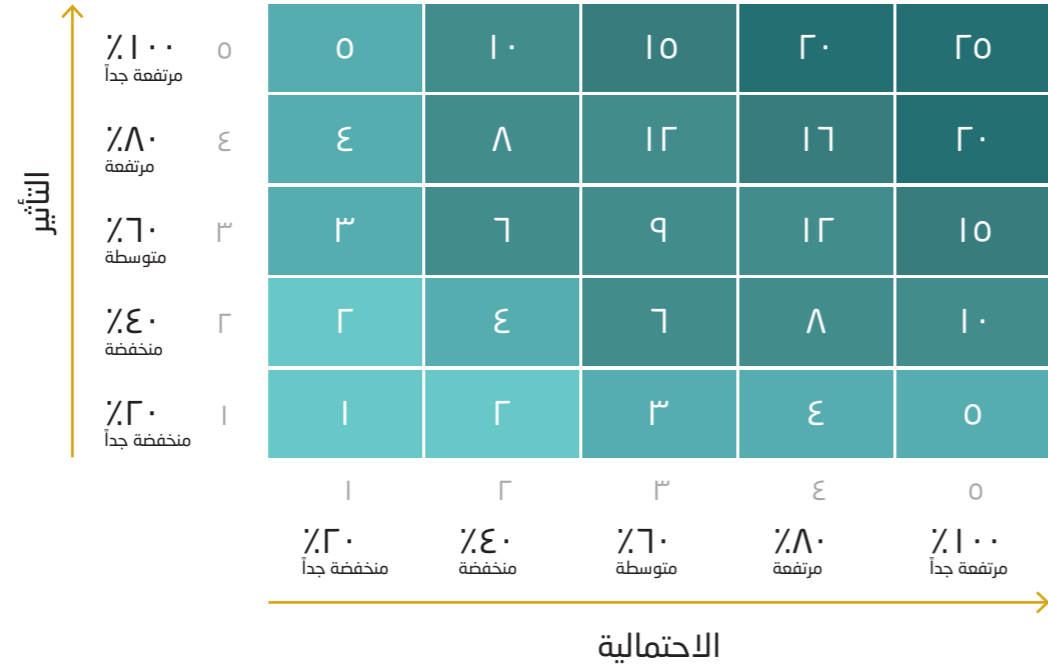 التأثير
٪١٠٠ ٥ ٥ ١٠ ١٥ ٢٠ ٢٥
مرتفعة جداً
٪٨٠ ٤ ٤ ٨ ١٢ ١٦ ٢٠
مرتفعة
٪٦٠ ٣ ٣ ٦ ٩ ١٢ ١٥
متوسطة
٪٤٠ ٢ ٢ ٤ ٦ ٨ ١٠
منخفضة
٪٢٠ ١ ١ ٢ ٣ ٤ ٥
منخفضة جداً
١ ٢ ٣ ٤ ٥
٪٢٠ ٪٤٠ ٪٦٠ ٪٨٠ ٪١٠٠
منخفضة جداً منخفضة متوسطة مرتفعة مرتفعة جداً
الاحتمالية